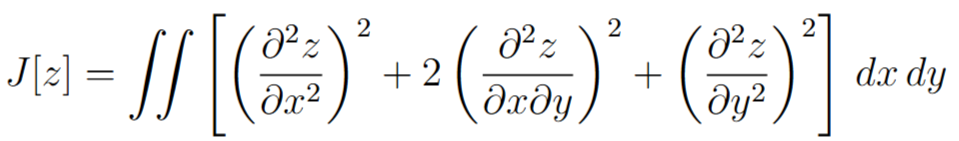 J[z] = ∬ [ (∂²z/∂x²)² + 2 (∂²z/∂x∂y)² + (∂²z/∂y²)² ] dx dy